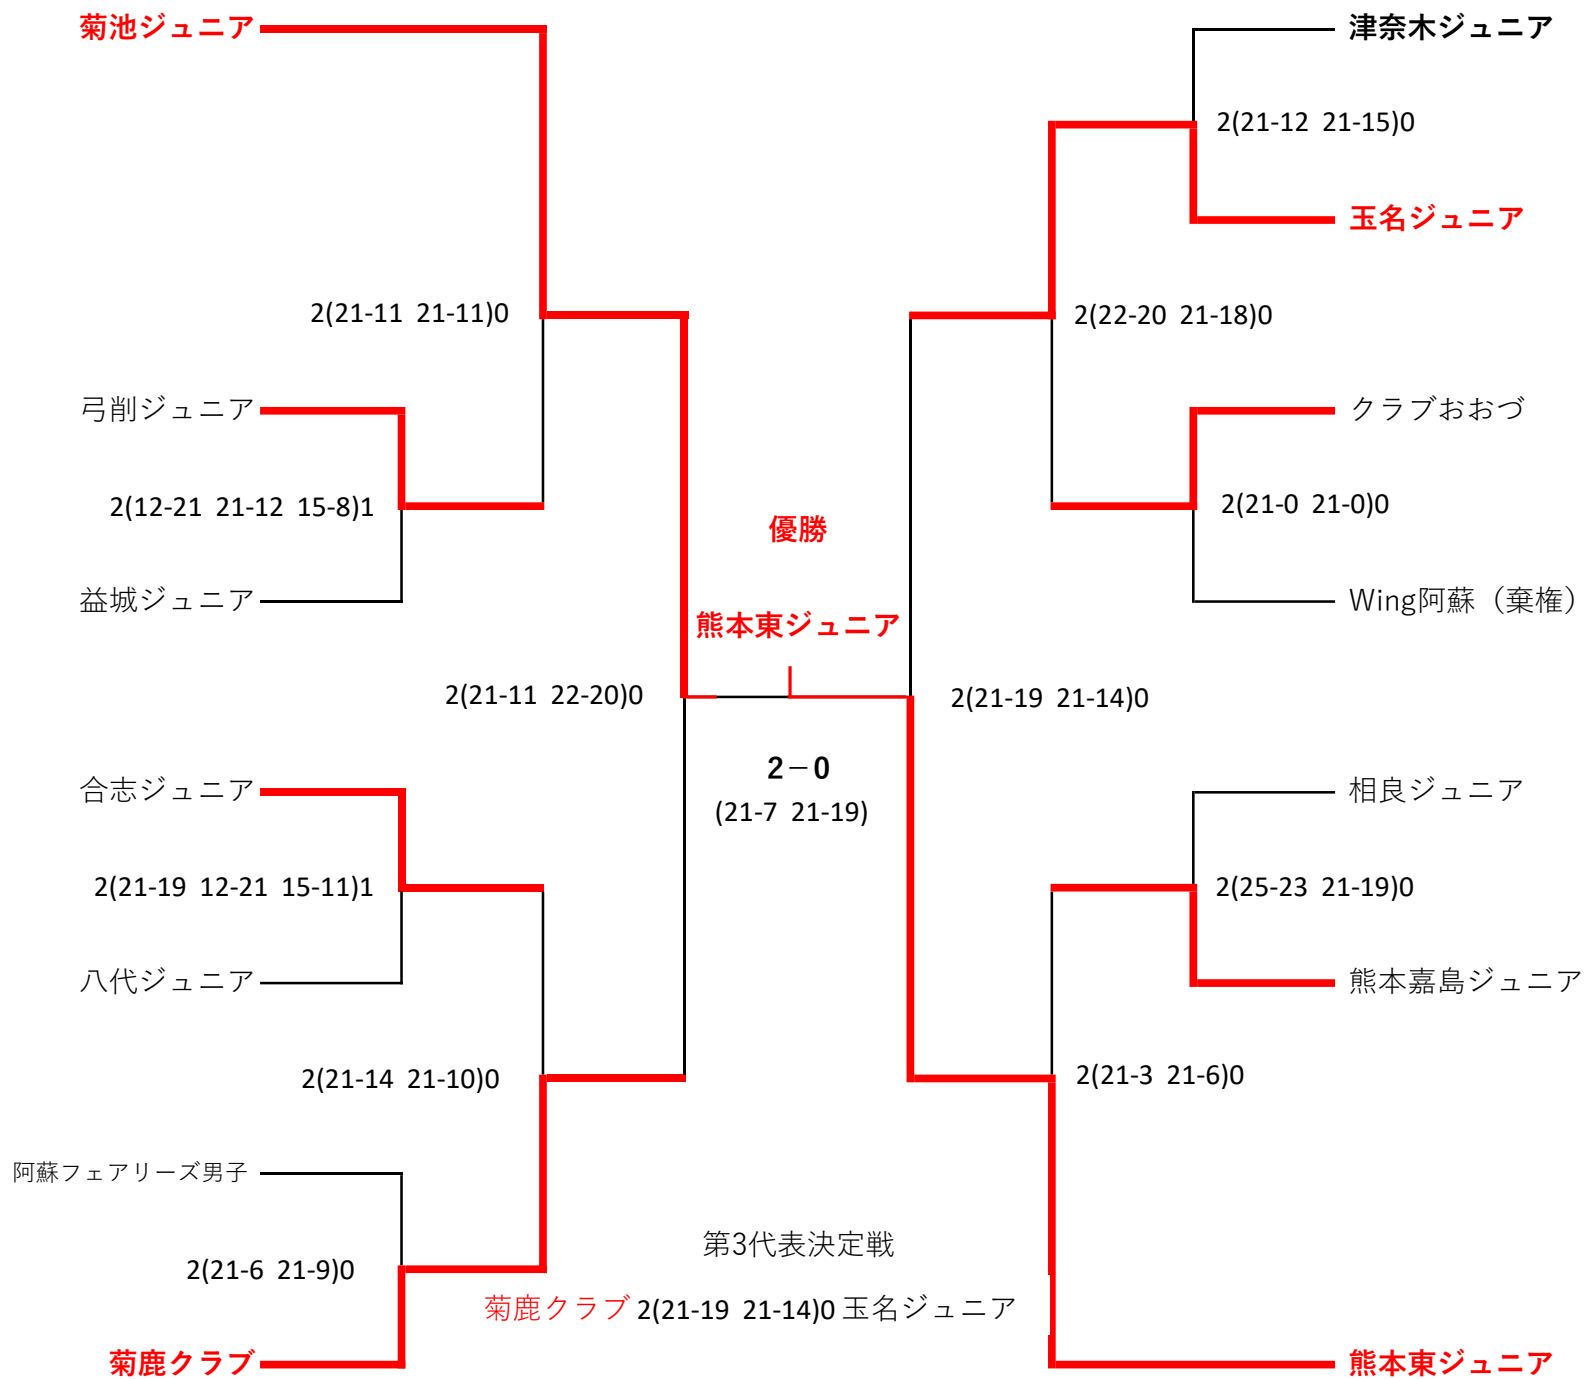 菊池ジュニア
津奈木ジュニア
2(21-12 21-15)0
玉名ジュニア
2(21-11 21-11)0
2(22-20 21-18)0
弓削ジュニア
クラブおおづ
2(12-21 21-12 15-8)1
2(21-0 21-0)0
優勝
益城ジュニア
Wing阿蘇（棄権）
熊本東ジュニア
2(21-11 22-20)0
2(21-19 21-14)0
2－0
(21-7 21-19)
合志ジュニア
相良ジュニア
2(21-19 12-21 15-11)1
2(25-23 21-19)0
八代ジュニア
熊本嘉島ジュニア
2(21-14 21-10)0
2(21-3 21-6)0
阿蘇フェアリーズ男子
第3代表決定戦
2(21-6 21-9)0
菊鹿クラブ 2(21-19 21-14)0 玉名ジュニア
菊鹿クラブ
熊本東ジュニア